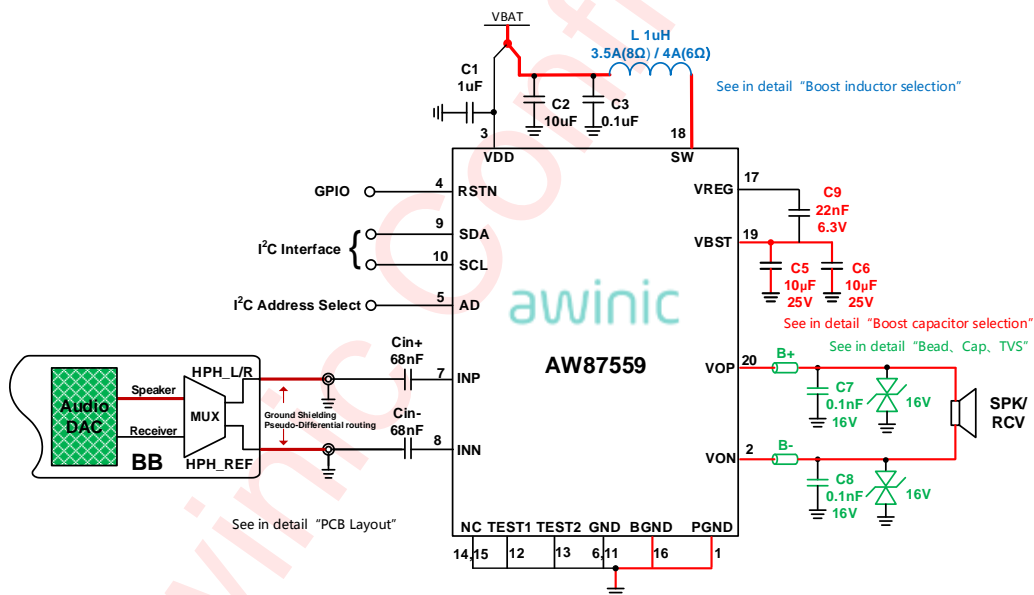 VBAT
L 1uH
3.5A(8Ω) / 4A(6Ω)
C1
1uF
C2
10uF
C3
0.1uF
See in detail “Boost inductor selection”
3
VDD
18
SW
GPIO
4
RSTN
VREG
17
C9
22nF
6.3V
9
SDA
I²C Interface {
10
SCL
VBST
19
C5
10μF
25V
C6
10μF
25V
I²C Address Select
5
AD
awinic
See in detail “Boost capacitor selection”
See in detail “Bead、Cap、TVS”
AW87559
Cin+
68nF
7
INP
VOP
20
B+
C7
0.1nF
16V
16V
HPH_L/R
Speaker
Audio
DAC
MUX
Receiver
BB
HPH_REF
Ground Shielding
Pseudo-Differential routing
Cin-
68nF
8
INN
SPK/
RCV
VON
2
B-
C8
0.1nF
16V
16V
See in detail “PCB Layout”
NC TEST1 TEST2 GND BGND PGND
14,15 12 13 6,11 16 1